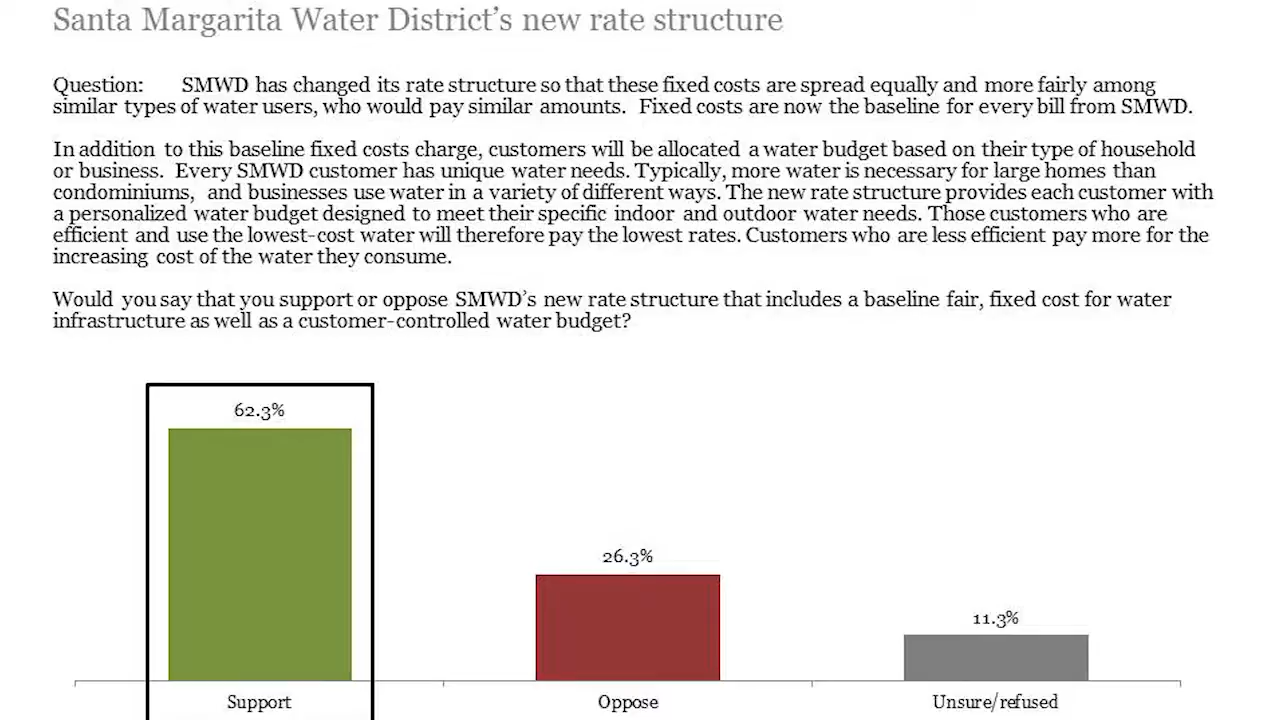 Santa Margarita Water District’s new rate structure
Question: SMWD has changed its rate structure so that these fixed costs are spread equally and more fairly among
similar types of water users, who would pay similar amounts. Fixed costs are now the baseline for every bill from SMWD.
In addition to this baseline fixed costs charge, customers will be allocated a water budget based on their type of household
or business. Every SMWD customer has unique water needs. Typically, more water is necessary for large homes than
condominiums, and businesses use water in a variety of different ways. The new rate structure provides each customer with
a personalized water budget designed to meet their specific indoor and outdoor water needs. Those customers who are
efficient and use the lowest-cost water will therefore pay the lowest rates. Customers who are less efficient pay more for the
increasing cost of the water they consume.
Would you say that you support or oppose SMWD’s new rate structure that includes a baseline fair, fixed cost for water
infrastructure as well as a customer-controlled water budget?
62.3%
26.3%
11.3%
Support
Oppose
Unsure/refused